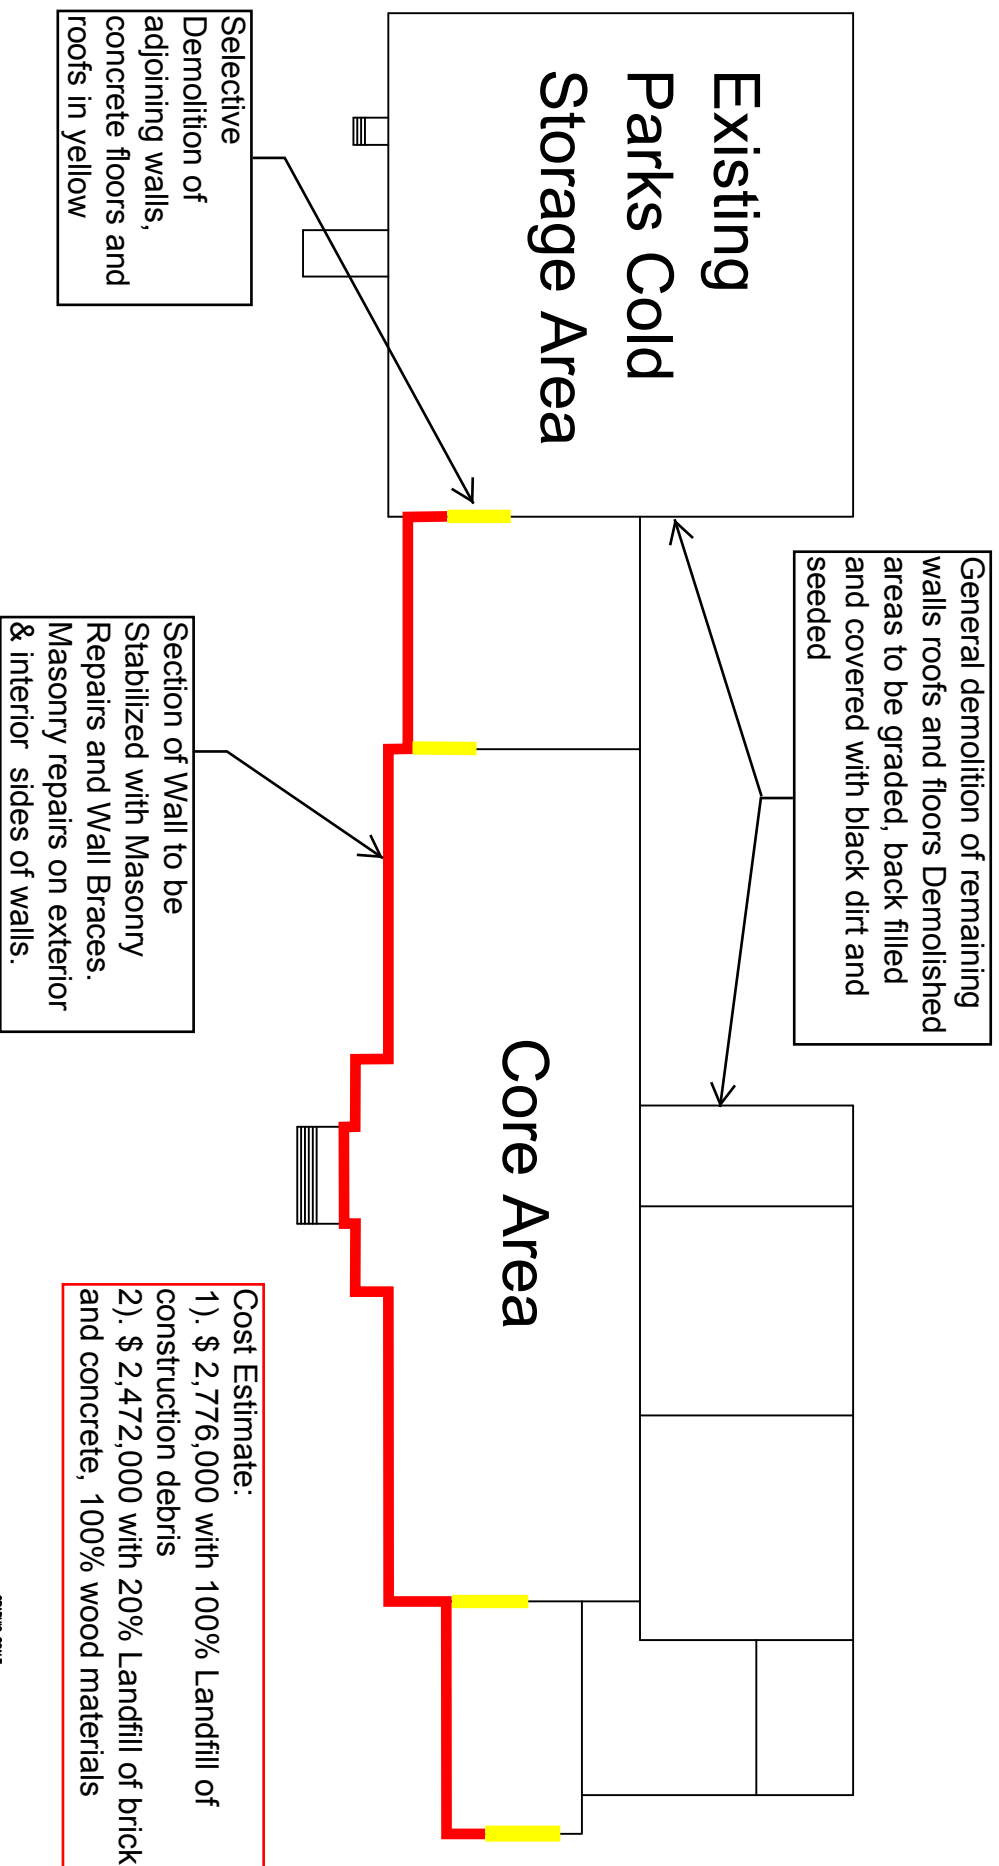 Existing
Parks Cold
Storage Area
General demolition of remaining
walls roofs and floors Demolished
areas to be graded, back filled
and covered with black dirt and
seeded
Core Area
Selective
Demolition of
adjoining walls,
concrete floors and
roofs in yellow
Section of Wall to be
Stabilized with Masonry
Repairs and Wall Braces.
Masonry repairs on exterior
& interior sides of walls.
Cost Estimate:
1). $ 2,776,000 with 100% Landfill of
construction debris
2). $ 2,472,000 with 20% Landfill of brick
and concrete, 100% wood materials